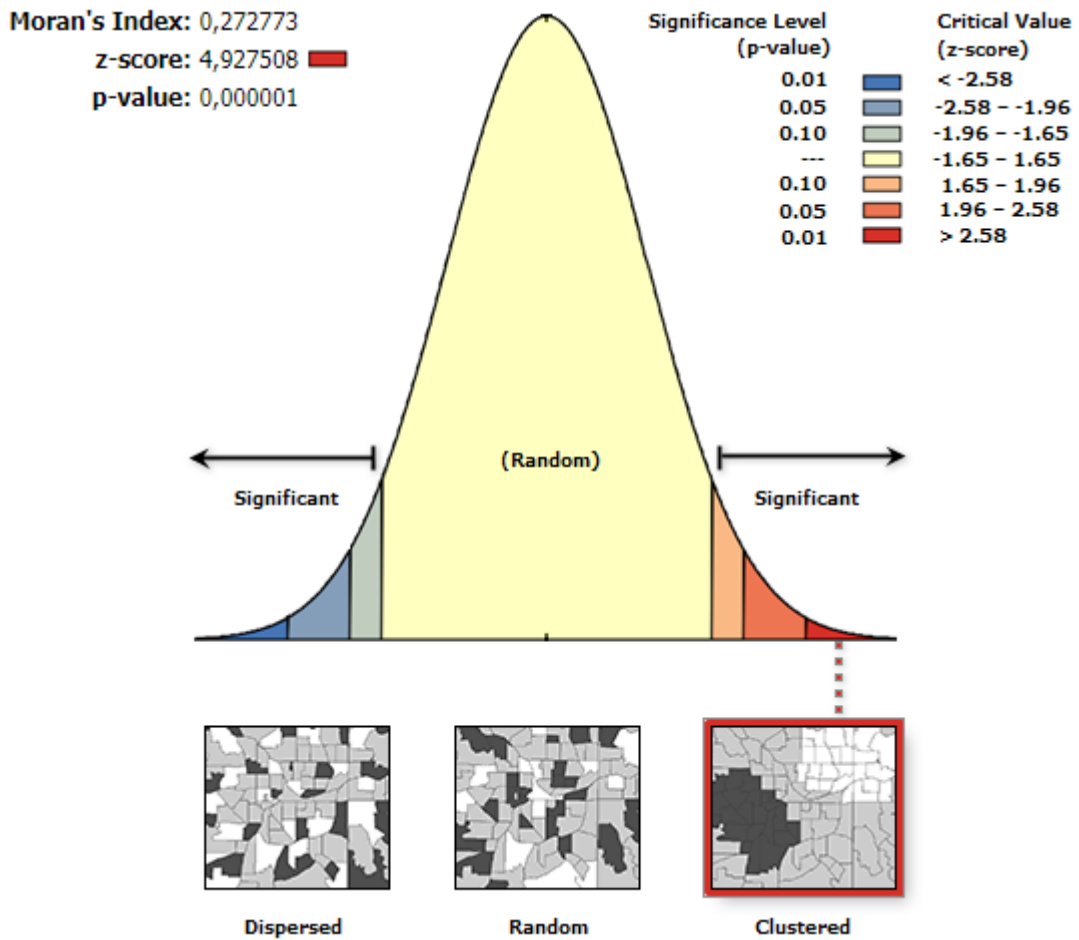 Moran's Index: 0,272773
z-score: 4,927508
p-value: 0,000001
Significance Level
(p-value)
Critical Value
(z-score)
0.01 < -2.58
0.05 -2.58 – -1.96
0.10 -1.96 – -1.65
--- -1.65 – 1.65
0.10 1.65 – 1.96
0.05 1.96 – 2.58
0.01 > 2.58
(Random)
Significant
Significant
Dispersed
Random
Clustered